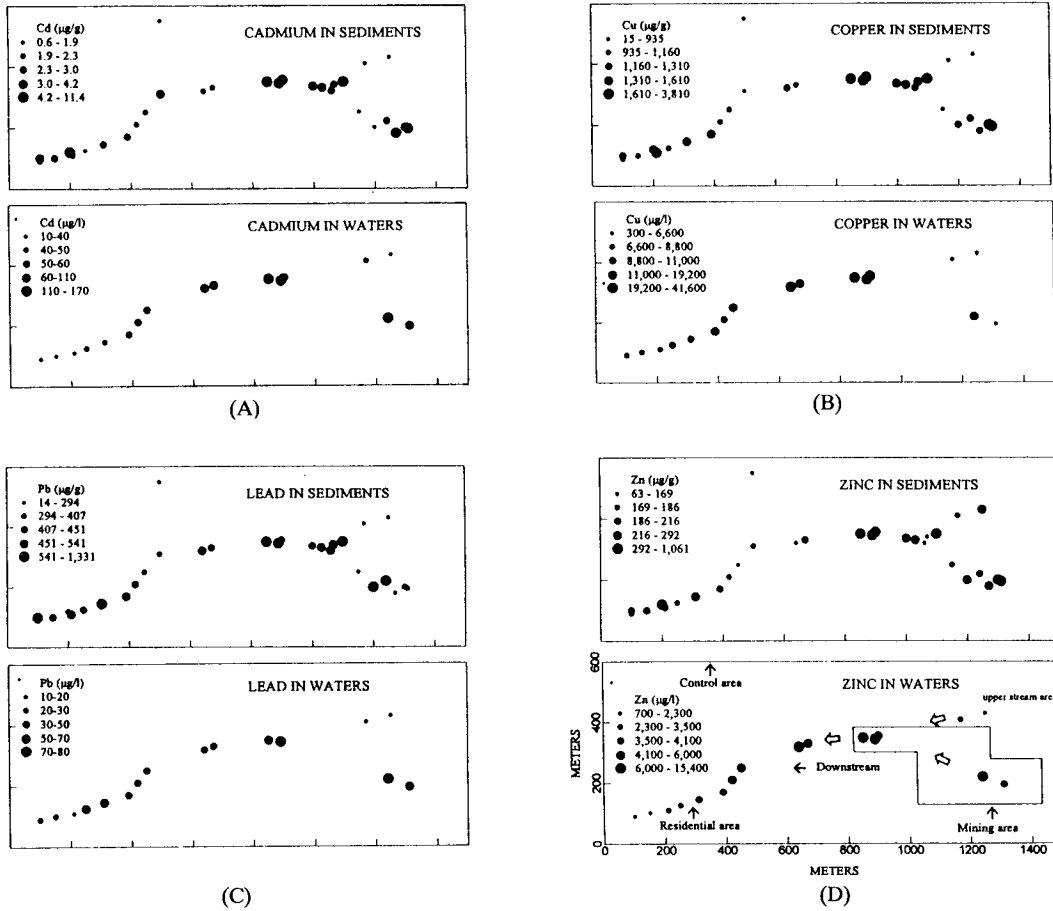 Cd (µg/g)
CADMIUM IN SEDIMENTS
0.6 - 1.9
1.9 - 2.3
2.3 - 3.0
3.0 - 4.2
4.2 - 11.4
Cd (µg/l)
CADMIUM IN WATERS
10-40
40-50
50-60
60-110
110 - 170
(A)
Cu (µg/g)
COPPER IN SEDIMENTS
15 - 935
935 - 1,160
1,160 - 1,310
1,310 - 1,610
1,610 - 3,810
Cu (µg/l)
COPPER IN WATERS
300 - 6,600
6,600 - 8,800
8,800 - 11,000
11,000 - 19,200
19,200 - 41,600
(B)
Pb (µg/g)
LEAD IN SEDIMENTS
14 - 294
294 - 407
407 - 451
451 - 541
541 - 1,331
Pb (µg/l)
LEAD IN WATERS
10-20
20-30
30-50
50-70
70-80
(C)
Zn (µg/g)
ZINC IN SEDIMENTS
63 - 169
169 - 186
186 - 216
216 - 292
292 - 1,061
600
Control area
ZINC IN WATERS
Zn (µg/l)
upper stream area
700 - 2,300
2,300 - 3,500
3,500 - 4,100
4,100 - 6,000
6,000 - 15,400
400
METERS
Downstream
200
Residential area
Mining area
0
0 200 400 600 800 1000 1200 1400
METERS
(D)